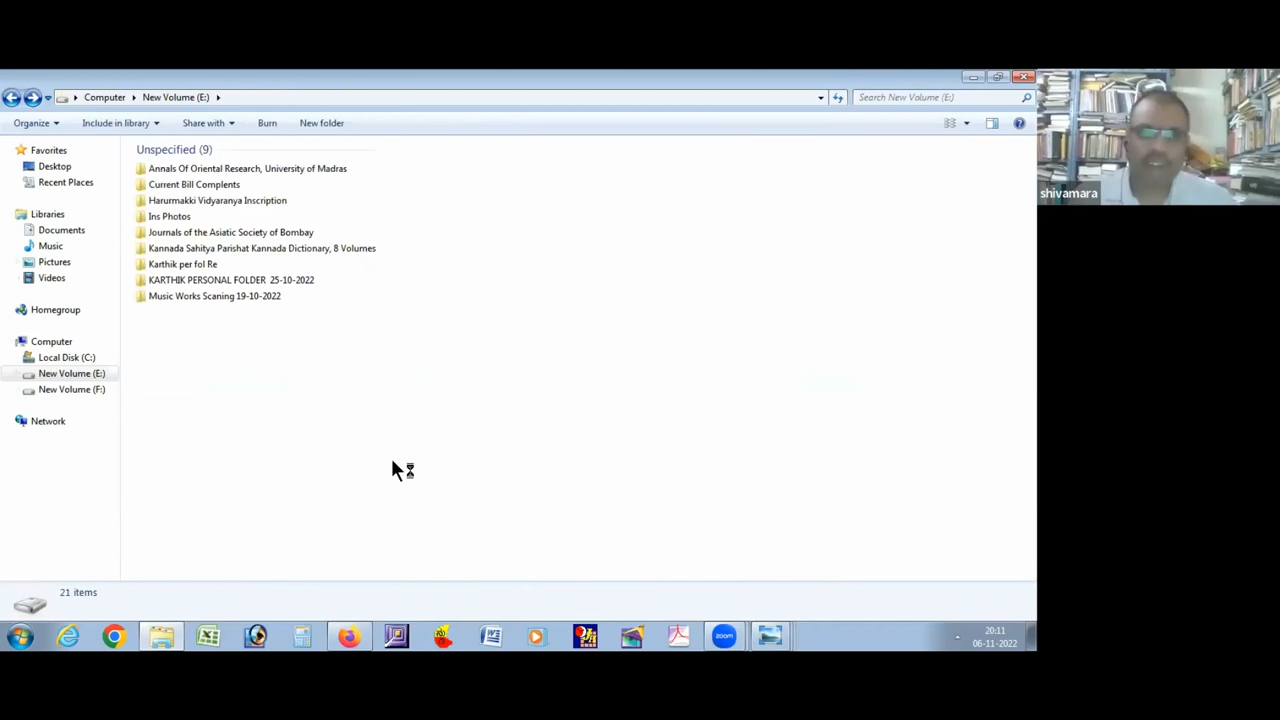 Computer
New Volume (E:)
Search New Volume (E:)
Organize
Include in library
Share with
Burn
New folder
Favorites
Desktop
Recent Places
Libraries
Documents
Music
Pictures
Videos
Homegroup
Computer
Local Disk (C:)
New Volume (E:)
New Volume (F:)
Network
Unspecified (9)
Annals Of Oriental Research, University of Madras
Current Bill Complents
Harurmakki Vidyaranya Inscription
Ins Photos
Journals of the Asiatic Society of Bombay
Kannada Sahitya Parishat Kannada Dictionary, 8 Volumes
Karthik per fol Re
KARTHIK PERSONAL FOLDER 25-10-2022
Music Works Scaning 19-10-2022
shivamara
21 items
zoom
20:11
06-11-2022